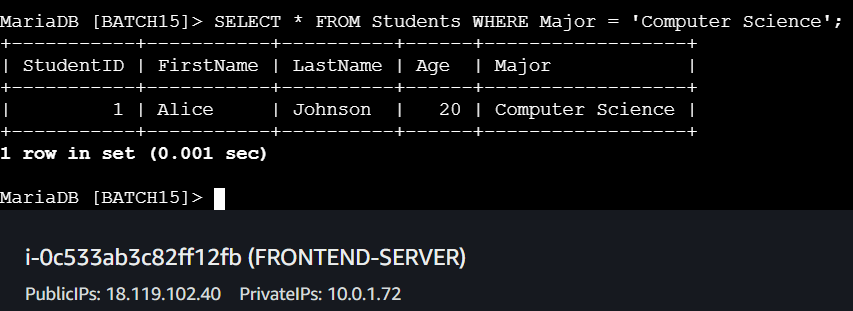 MariaDB [BATCH15]> SELECT * FROM Students WHERE Major = 'Computer Science';
+-----------+-----------+----------+------+------------------+
| StudentID | FirstName | LastName | Age  | Major            |
+-----------+-----------+----------+------+------------------+
|         1 | Alice     | Johnson  |   20 | Computer Science |
+-----------+-----------+----------+------+------------------+
1 row in set (0.001 sec)
MariaDB [BATCH15]>
i-0c533ab3c82ff12fb (FRONTEND-SERVER)
PublicIPs: 18.119.102.40 PrivateIPs: 10.0.1.72